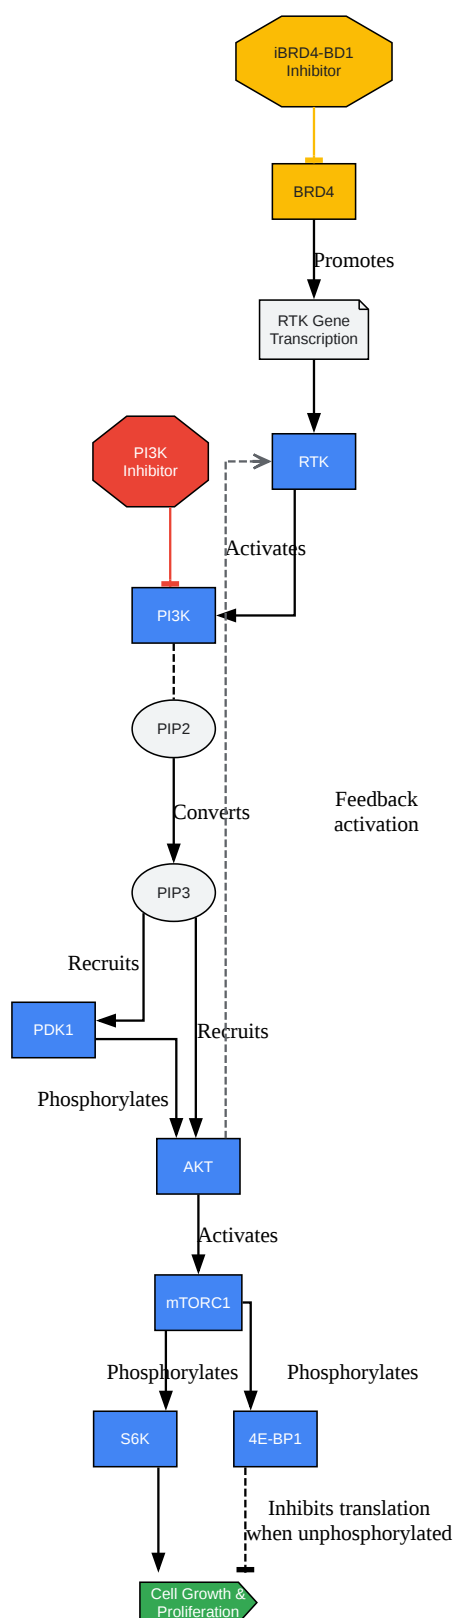 iBRD4-BD1
Inhibitor
BRD4
Promotes
RTK Gene
Transcription
PI3K
Inhibitor
RTK
Activates
PI3K
PIP2
Feedback
activation
Converts
PIP3
Recruits
PDK1
Recruits
Phosphorylates
AKT
Activates
mTORC1
Phosphorylates
Phosphorylates
S6K
4E-BP1
Inhibits translation
when unphosphorylated
Cell Growth &
Proliferation